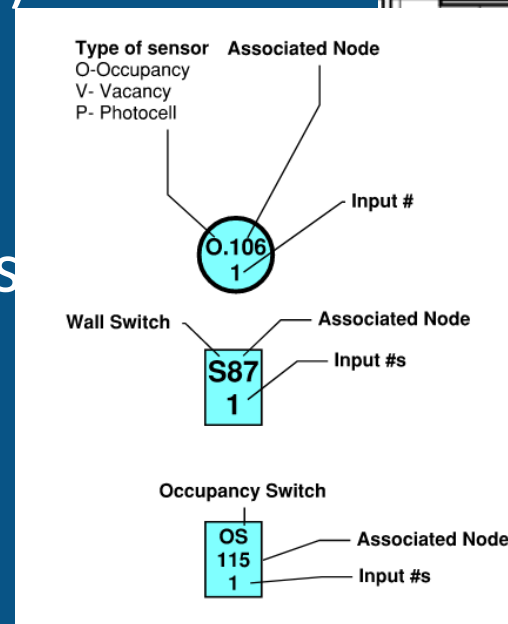 Type of sensor Associated Node
O-Occupancy
V- Vacancy
P- Photocell
Input #
O.106
1
Wall Switch Associated Node
Input #s
S87
1
Occupancy Switch
OS
115
1
Associated Node
Input #s
s